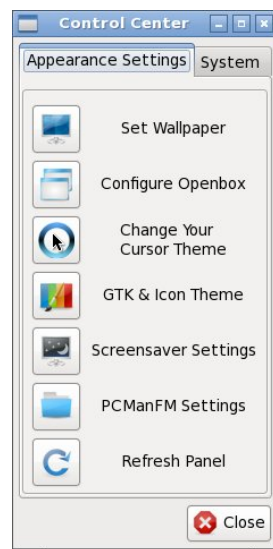 Control Center
Appearance Settings System
Set Wallpaper
Configure Openbox
Change Your
Cursor Theme
GTK & Icon Theme
Screensaver Settings
PCManFM Settings
Refresh Panel
Close